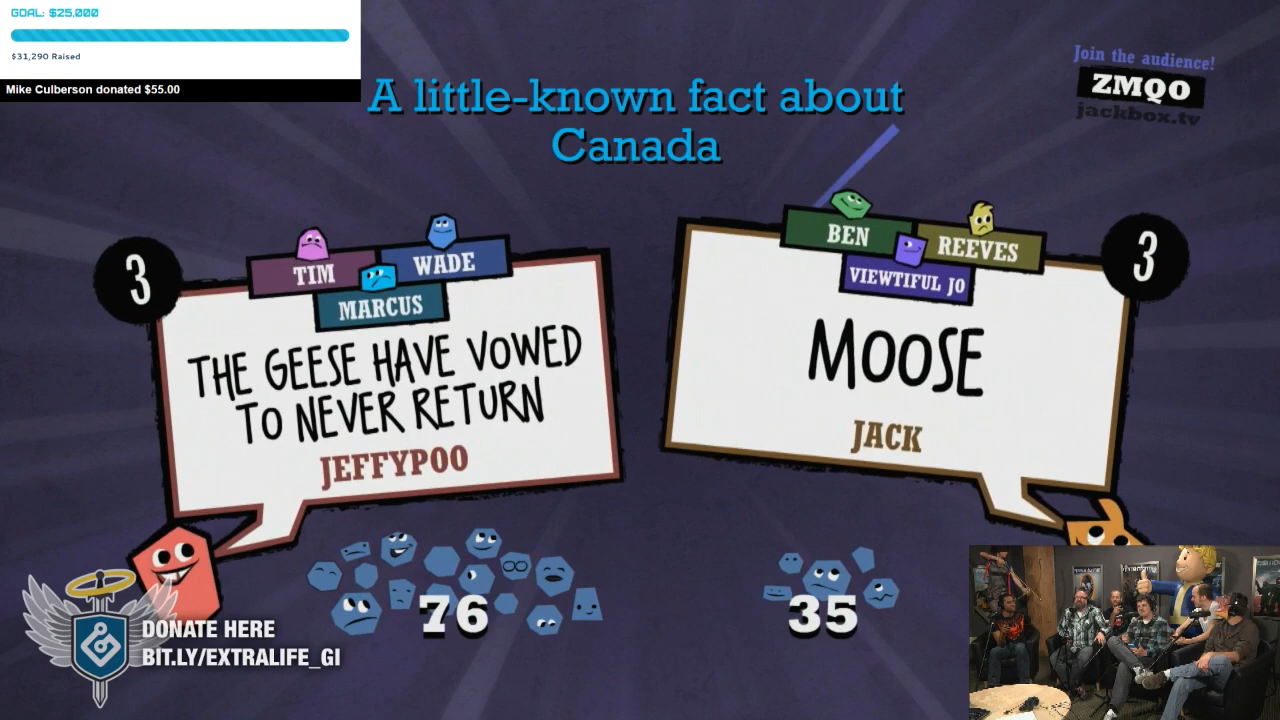 GOAL: $25,000
$31,290 Raised
Mike Culberson donated $55.00
A little-known fact about
Canada
Join the audience!
ZMQO
jackbox.tv
3
TIM
WADE
MARCUS
THE GEESE HAVE VOWED
TO NEVER RETURN
JEFFYPOO
BEN
REEVES
VIEWTIFUL JO
3
MOOSE
JACK
76
35
DONATE HERE
BIT.LY/EXTRALIFE_GI